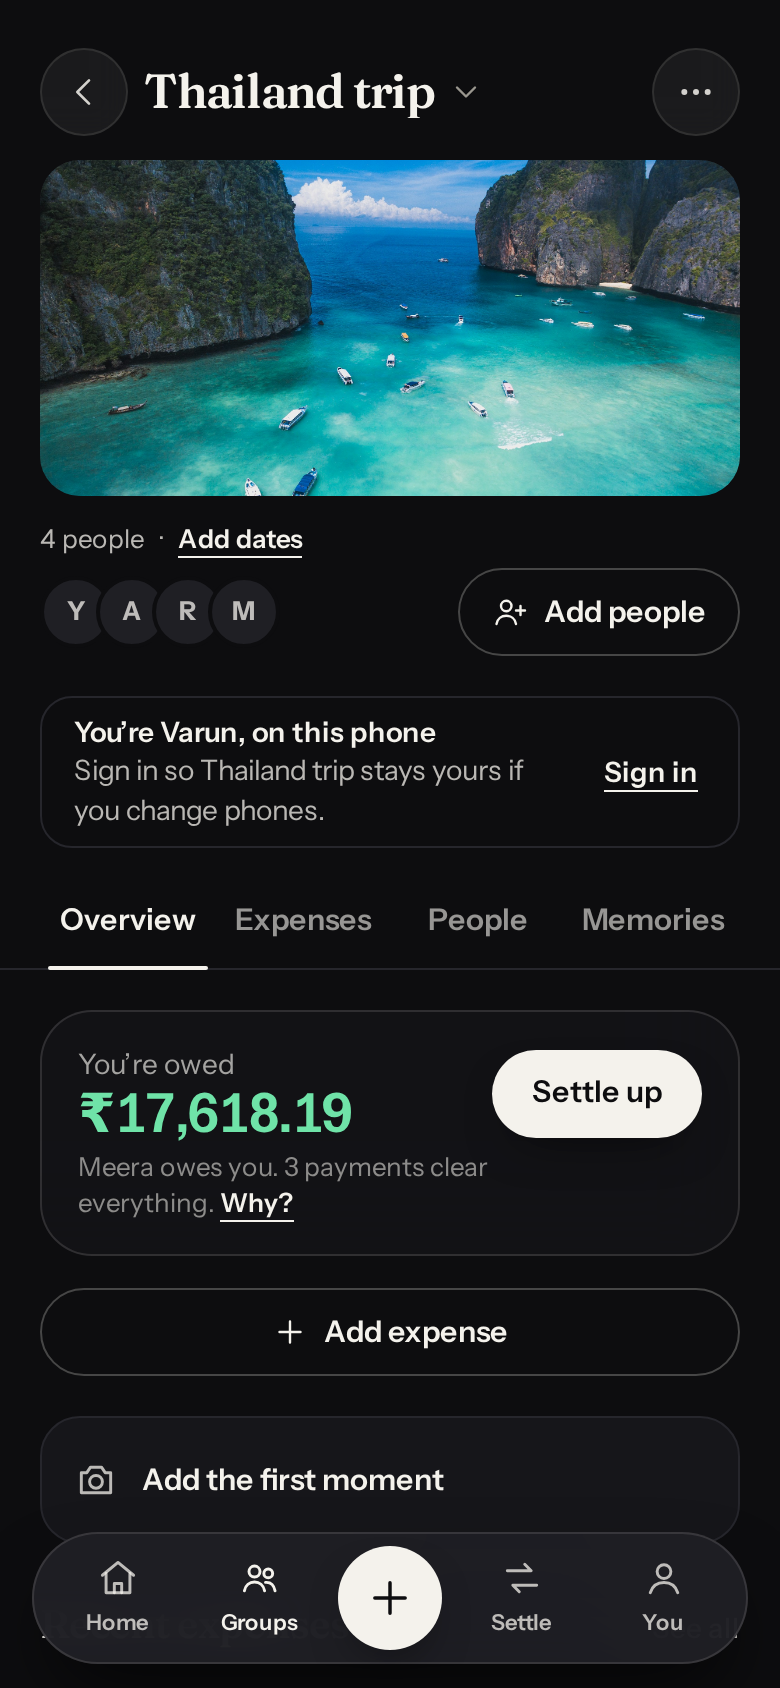 Thailand trip
4 people · Add dates
Y A R M
Add people
You’re Varun, on this phone
Sign in so Thailand trip stays yours if
you change phones.
Sign in
Overview Expenses People Memories
You’re owed
₹17,618.19
Settle up
Meera owes you. 3 payments clear
everything. Why?
Add expense
Add the first moment
Home Groups Settle You